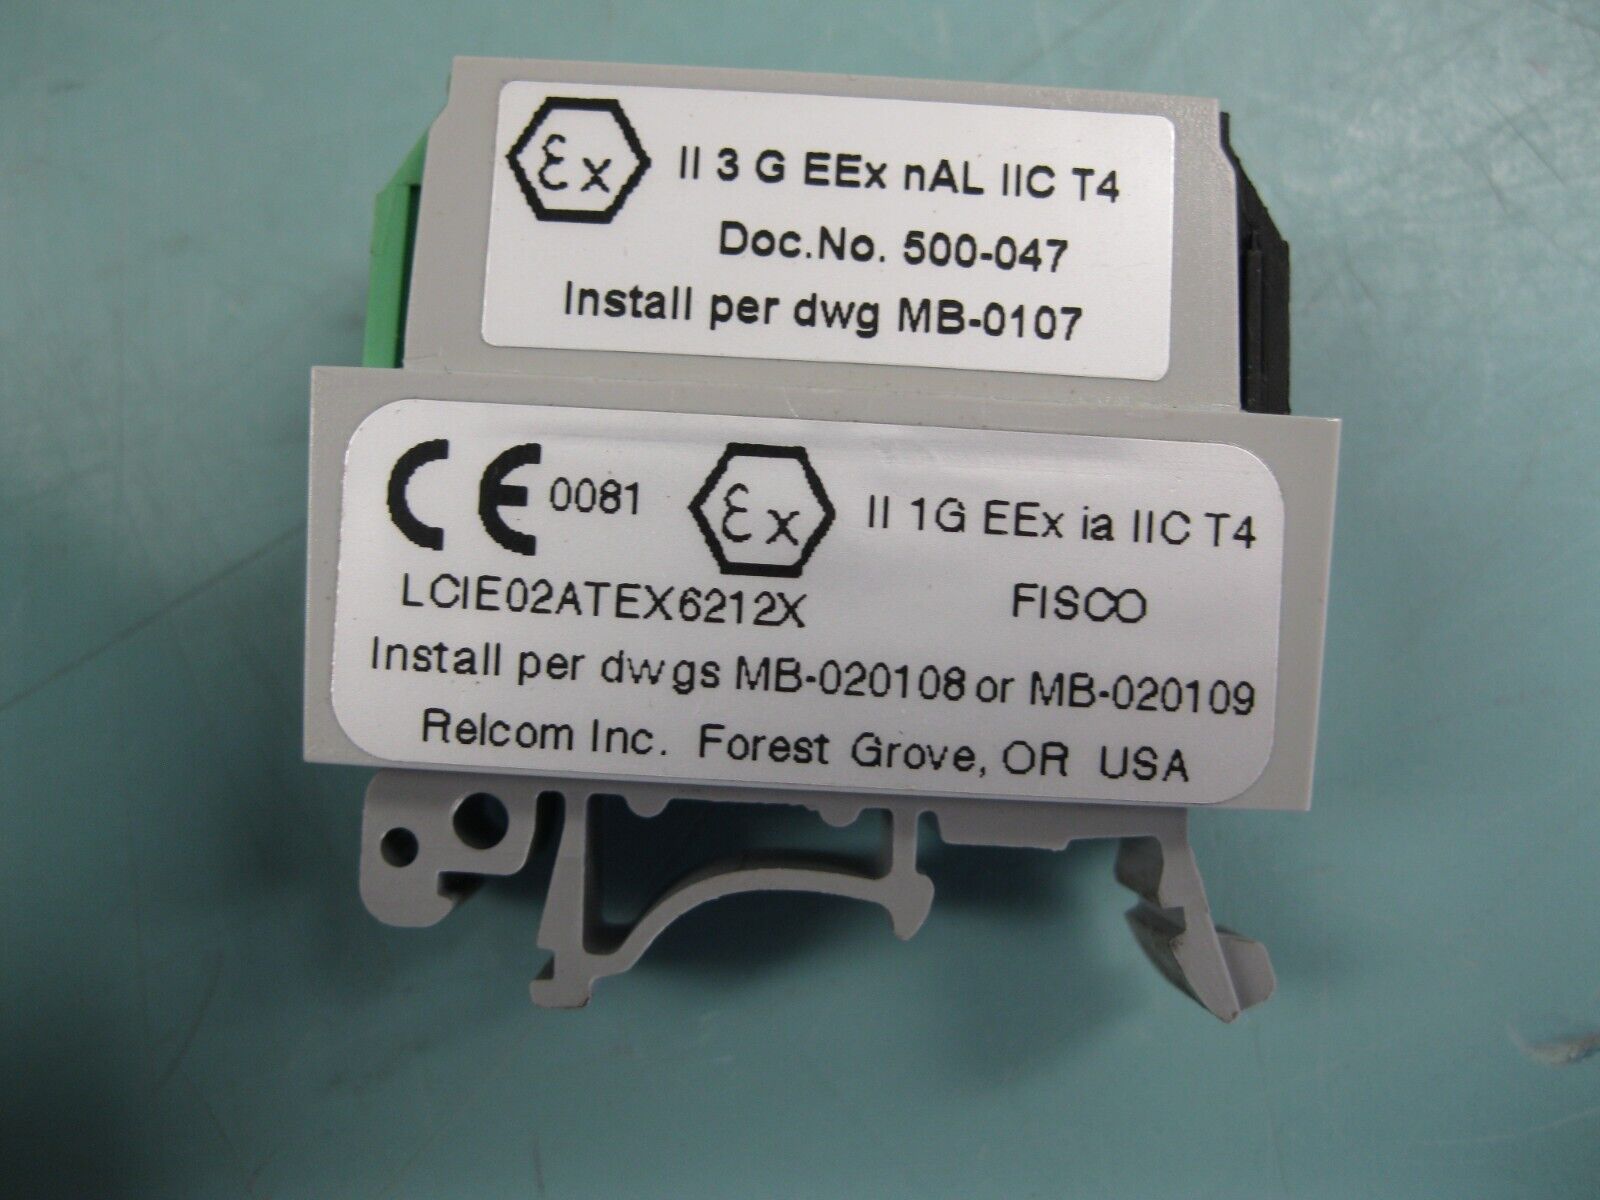 Ex II 3 G EEx nAL IIC T4
Doc.No. 500-047
Install per dwg MB-0107
CE 0081 Ex II 1G EEx ia IIC T4
LCIE02ATEX6212X FISCO
Install per dwgs MB-020108 or MB-020109
Relcom Inc. Forest Grove, OR USA